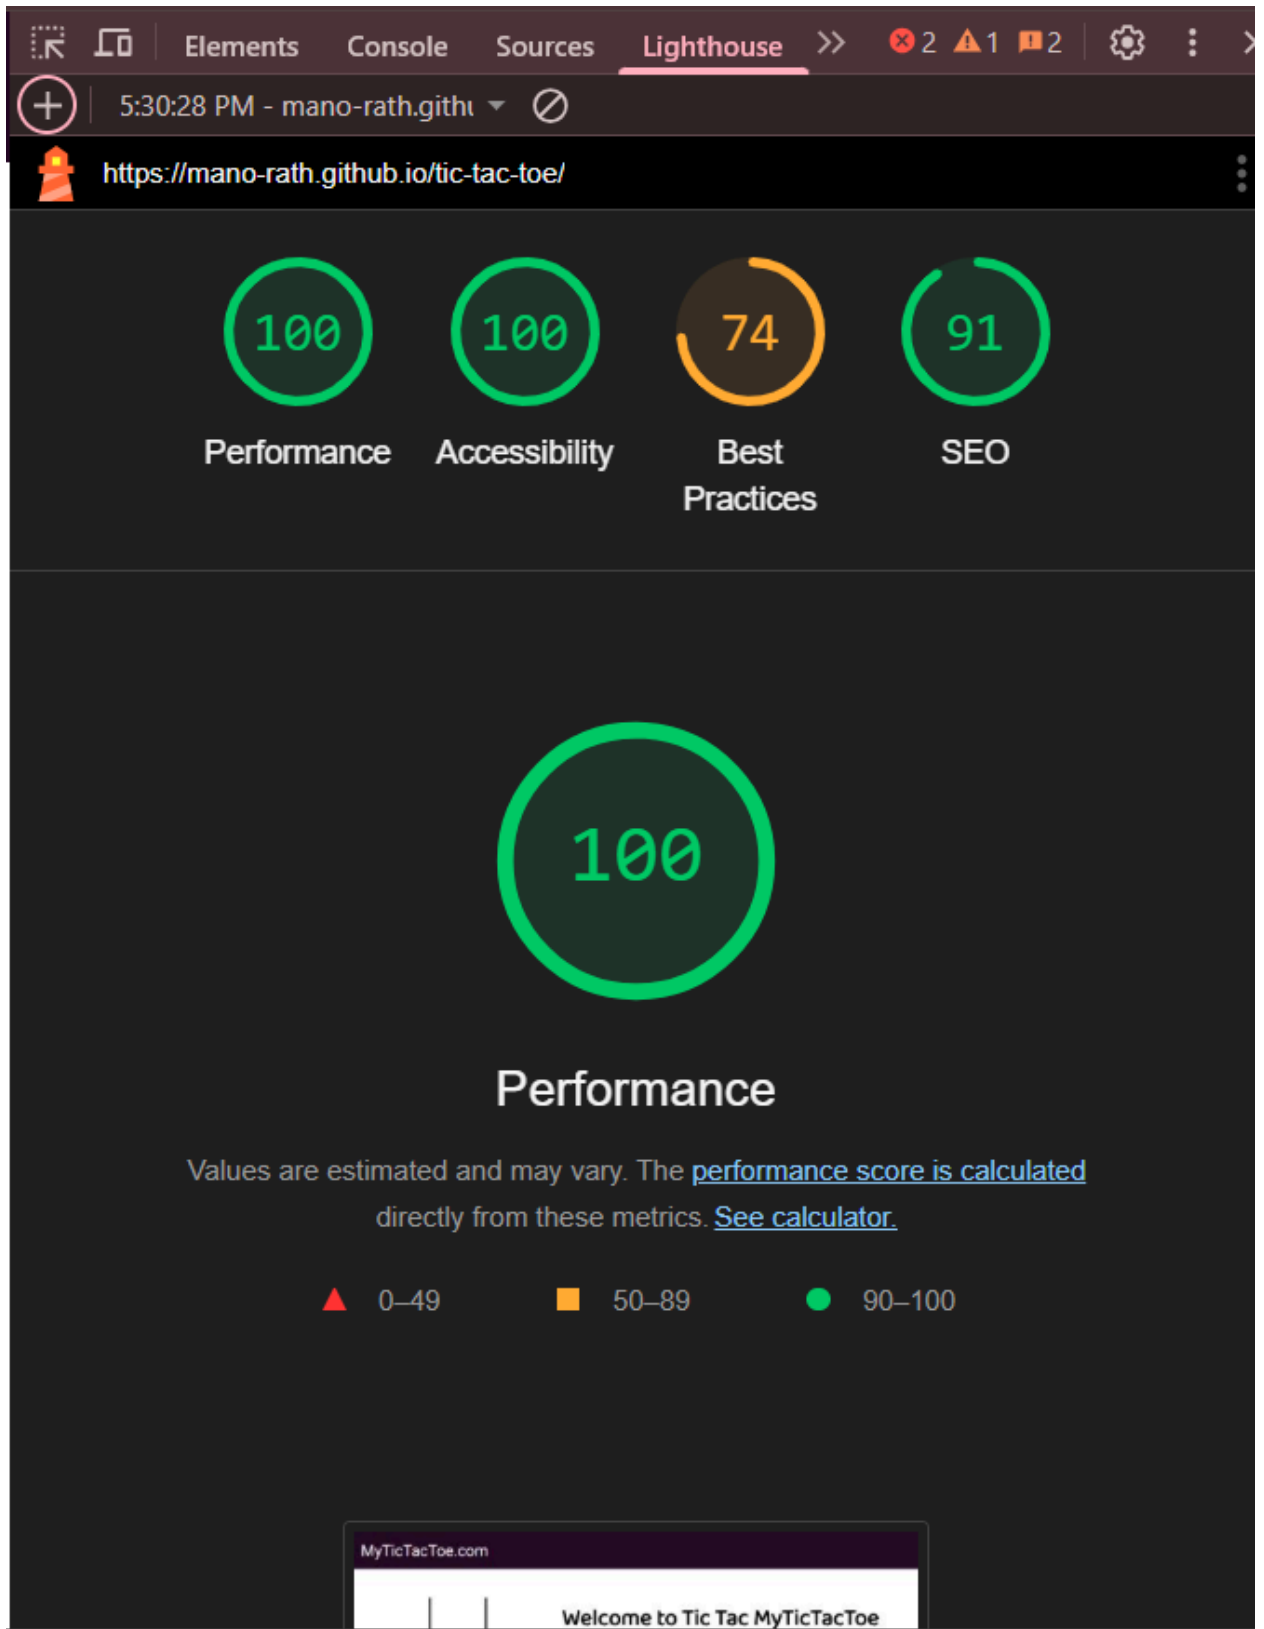 Elements Console Sources Lighthouse 2 1 2
5:30:28 PM - mano-rath.githu
https://mano-rath.github.io/tic-tac-toe/
100 100 74 91
Performance Accessibility Best Practices SEO
100
Performance
Values are estimated and may vary. The performance score is calculated
directly from these metrics. See calculator.
0–49 50–89 90–100
MyTicTacToe.com
Welcome to Tic Tac MyTicTacToe